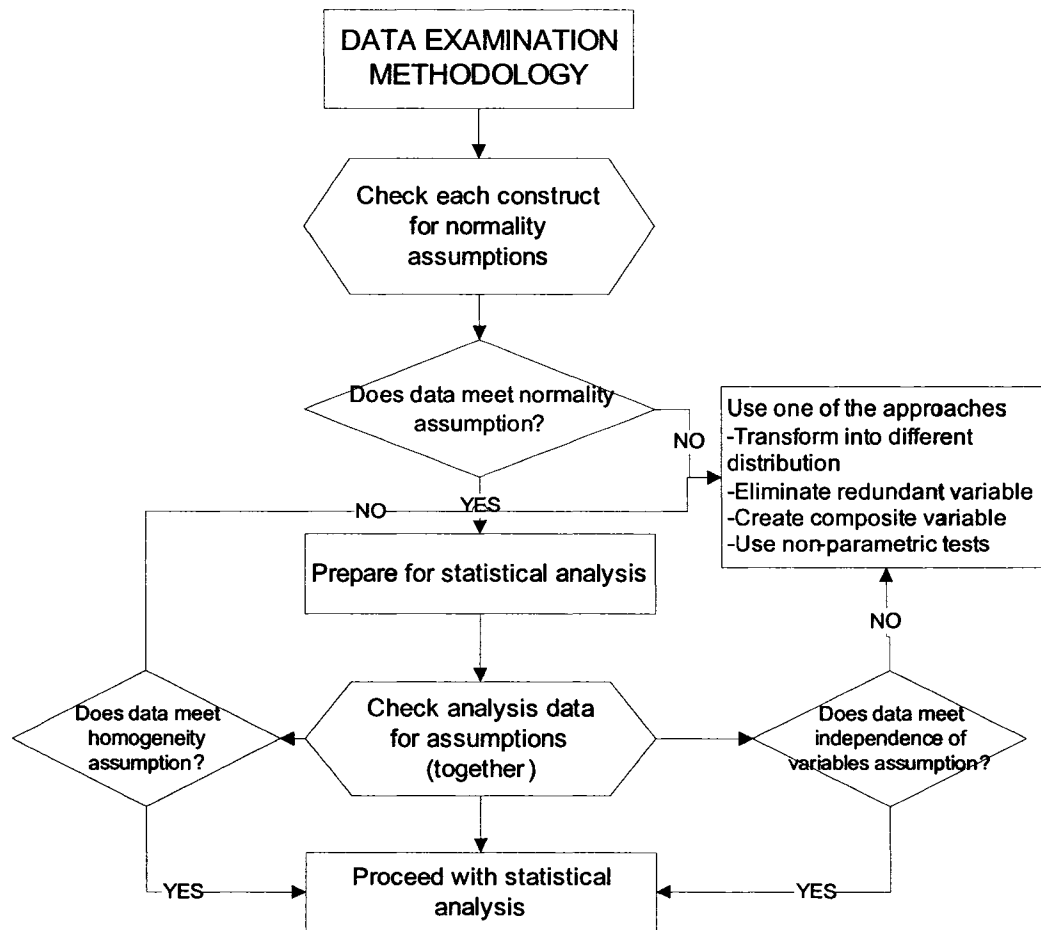 DATA EXAMINATION
METHODOLOGY
Check each construct
for normality
assumptions
Does data meet normality
assumption?
NO
Use one of the approaches
-Transform into different
distribution
-Eliminate redundant variable
-Create composite variable
-Use non-parametric tests
NO
YES
Prepare for statistical analysis
NO
Does data meet
homogeneity
assumption?
Check analysis data
for assumptions
(together)
Does data meet
independence of
variables assumption?
YES
Proceed with statistical
analysis
YES